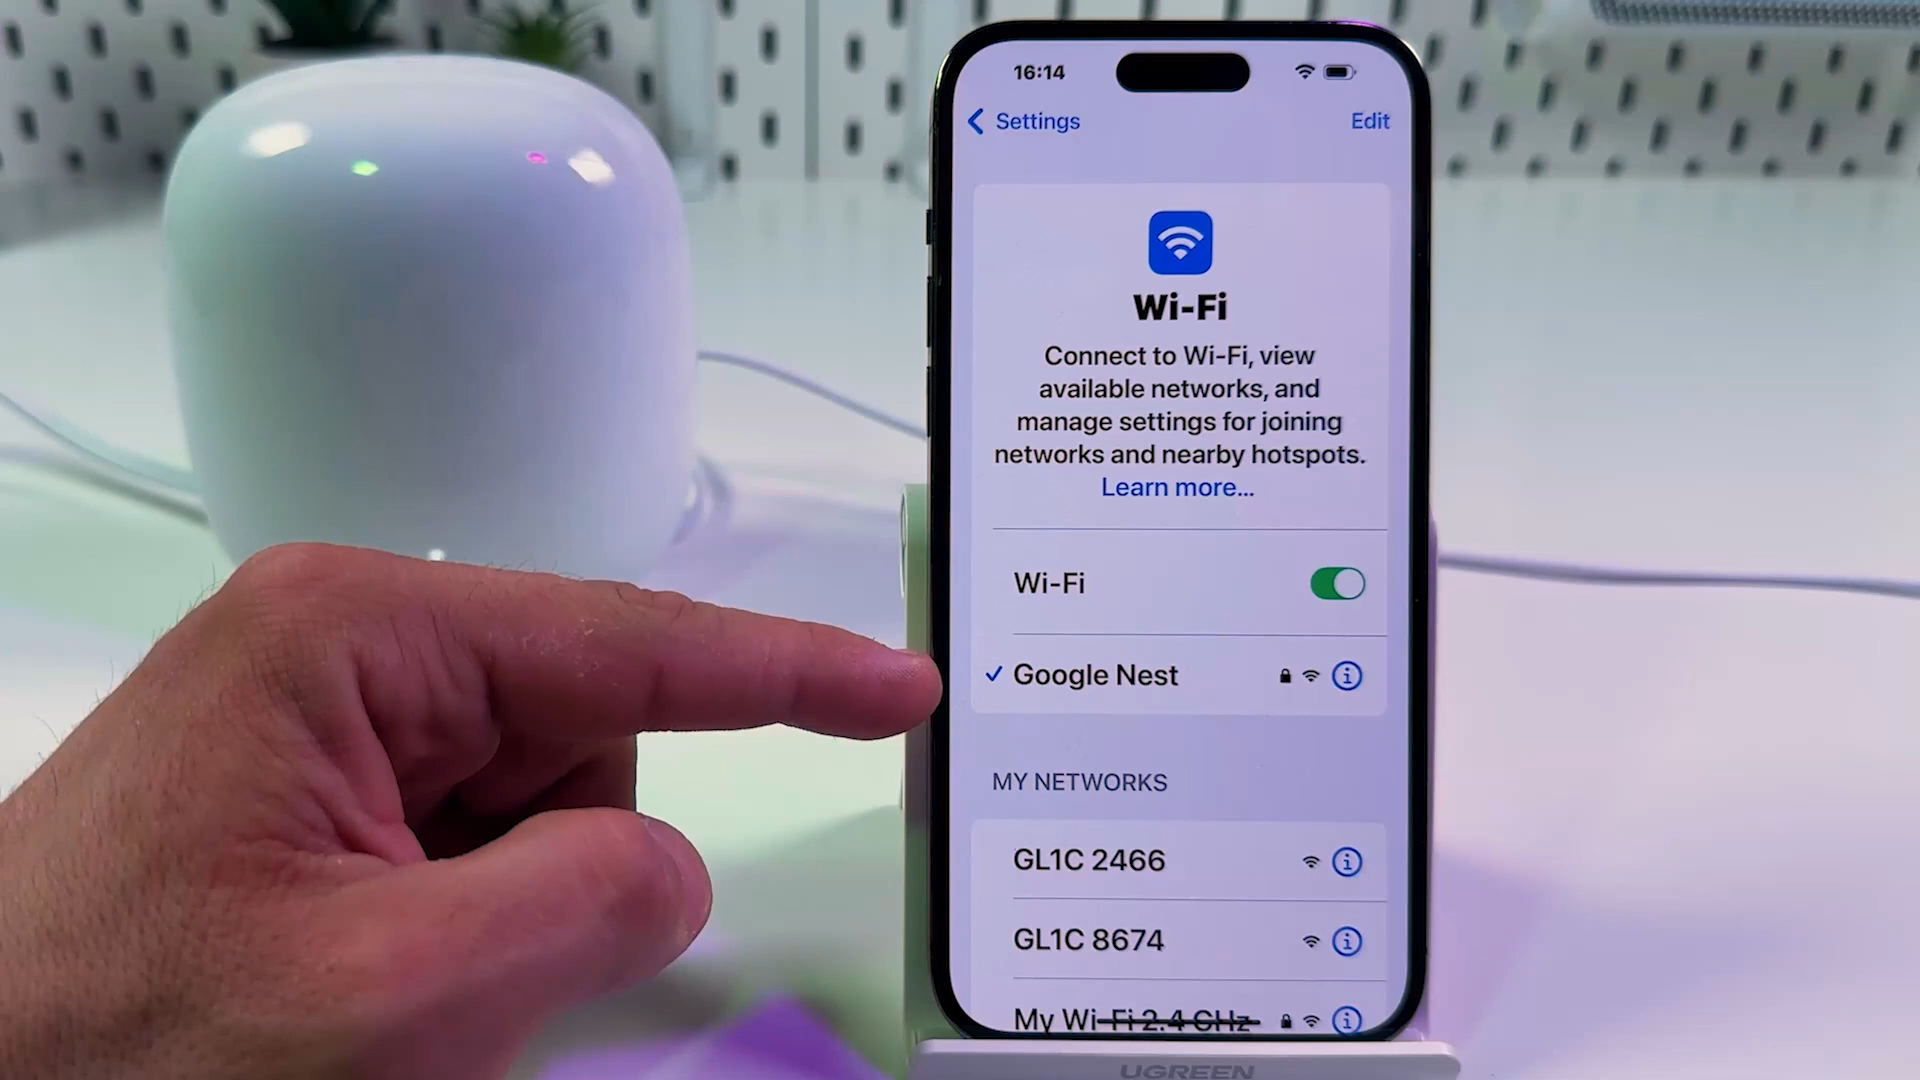 16:14
Settings
Edit
Wi-Fi
Connect to Wi-Fi, view
available networks, and
manage settings for joining
networks and nearby hotspots.
Learn more...
Wi-Fi
Google Nest
MY NETWORKS
GL1C 2466
GL1C 8674
My Wi-Fi 2.4 GHz
UGREEN